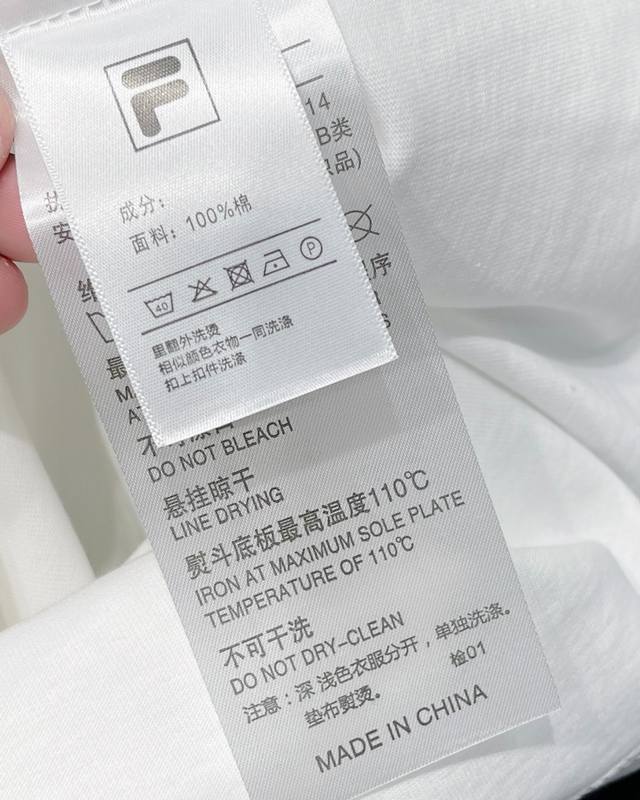 成分:
面料: 100%棉
40
P
里翻外洗烫
相似颜色衣物一同洗涤
扣上扣件洗涤
14
B类
品)
序
DO NOT BLEACH
悬挂晾干
LINE DRYING
熨斗底板最高温度110℃
IRON AT MAXIMUM SOLE PLATE
TEMPERATURE OF 110℃
不可干洗
DO NOT DRY-CLEAN
注意:深 浅色衣服分开,单独洗涤。
垫布熨烫。
检01
MADE IN CHINA